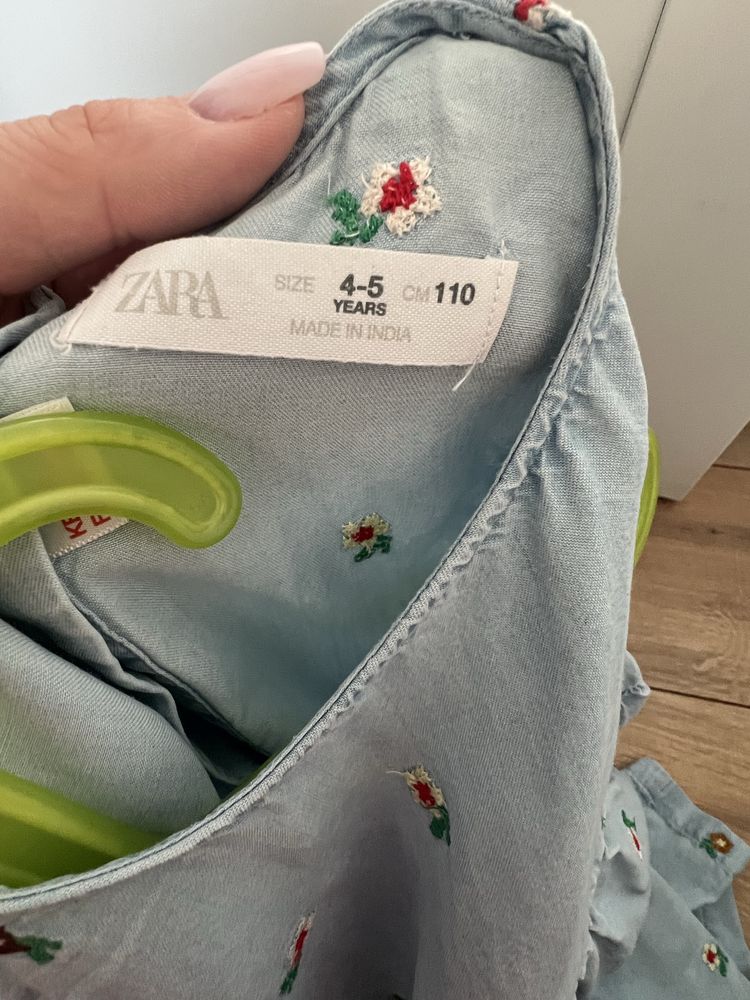 ZARA
SIZE 4-5 YEARS CM 110
MADE IN INDIA